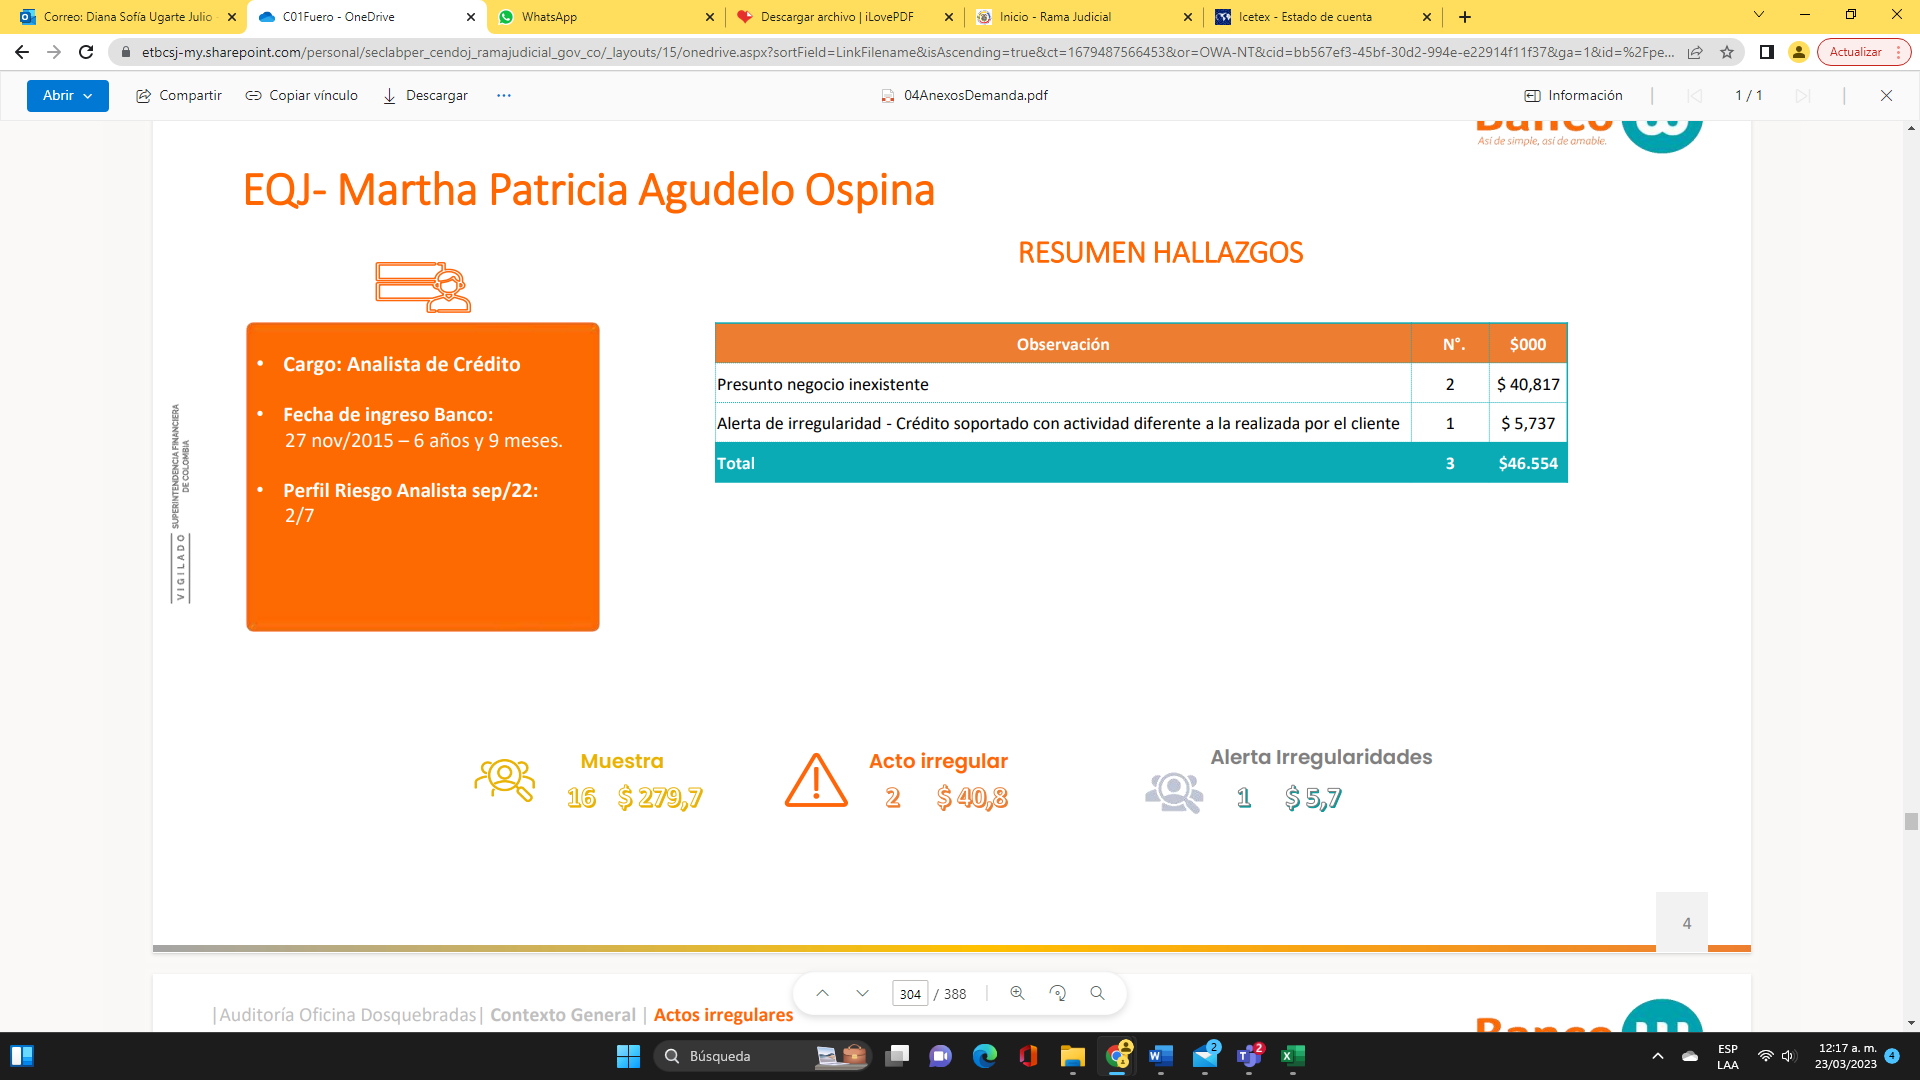 Correo: Diana Sofía Ugarte Julio
C01Fuero - OneDrive
WhatsApp
Descargar archivo | iLovePDF
Inicio - Rama Judicial
Icetex - Estado de cuenta
etbcsj-my.sharepoint.com/personal/seclabper_cendoj_ramajudicial_gov_co/_layouts/15/onedrive.aspx?sortField=LinkFilename&isAscending=true&ct=1679487566453&or=OWA-NT&cid=bb567ef3-45bf-30d2-994e-e22914f11f37&ga=1&id=%2Fpe...
Actualizar
Abrir
Compartir
Copiar vínculo
Descargar
04AnexosDemanda.pdf
Información
1 / 1
Banco
Así de simple, así de amable.
EQJ- Martha Patricia Agudelo Ospina
RESUMEN HALLAZGOS
• Cargo: Analista de Crédito
• Fecha de ingreso Banco:
27 nov/2015 – 6 años y 9 meses.
• Perfil Riesgo Analista sep/22:
2/7
Observación N°. $000
Presunto negocio inexistente 2 $ 40,817
Alerta de irregularidad - Crédito soportado con actividad diferente a la realizada por el cliente 1 $ 5,737
Total 3 $46.554
VIGILADO SUPERINTENDENCIA FINANCIERA
DE COLOMBIA
Muestra
16 $ 279,7
Acto irregular
2 $ 40,8
Alerta Irregularidades
1 $ 5,7
4
304 / 388
|Auditoría Oficina Dosquebradas| Contexto General | Actos irregulares
Banco
Búsqueda
2
2
ESP
LAA
12:17 a. m.
23/03/2023
4